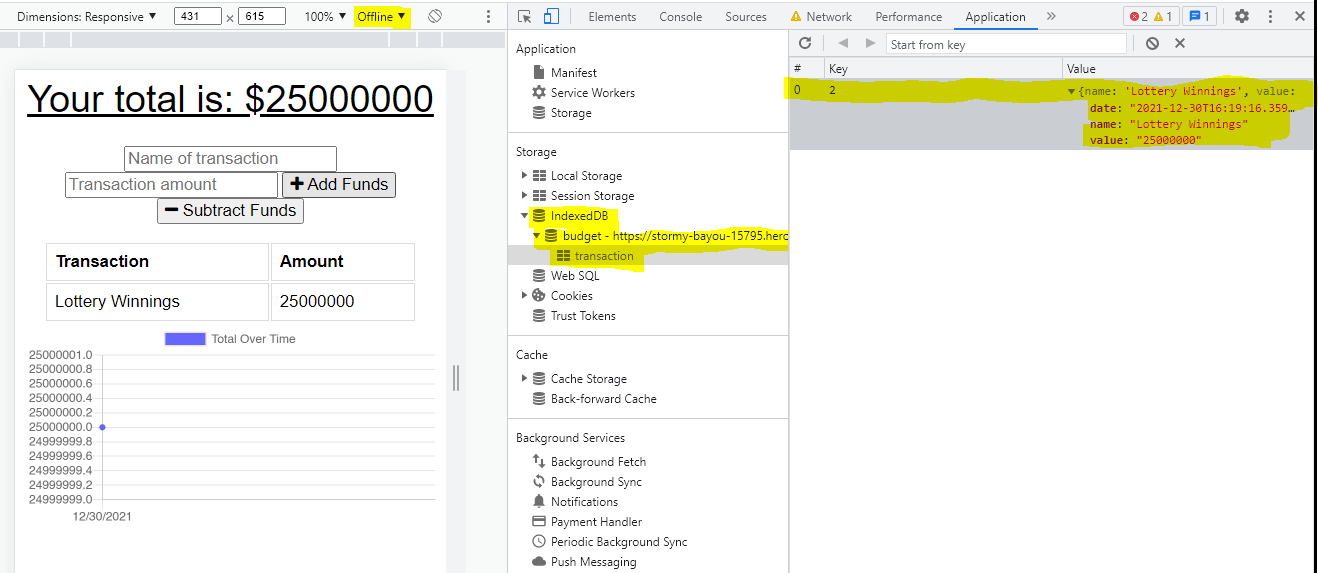 Dimensions: Responsive ▼ 431 × 615 100% ▼ Offline ▼
Your total is: $25000000
Name of transaction
Transaction amount + Add Funds
− Subtract Funds
Transaction Amount
Lottery Winnings 25000000
Total Over Time
25000001.0
25000000.8
25000000.6
25000000.4
25000000.2
25000000.0
24999999.8
24999999.6
24999999.4
24999999.2
24999999.0
12/30/2021
Elements Console Sources Network Performance Application » 2 1 1
Application
Manifest
Service Workers
Storage
Storage
Local Storage
Session Storage
IndexedDB
budget - https://stormy-bayou-15795.herc
transaction
Web SQL
Cookies
Trust Tokens
Cache
Cache Storage
Back-forward Cache
Background Services
Background Fetch
Background Sync
Notifications
Payment Handler
Periodic Background Sync
Push Messaging
Start from key
# Key Value
0 2 ▼{name: 'Lottery Winnings', value:
date: "2021-12-30T16:19:16.359…
name: "Lottery Winnings"
value: "25000000"